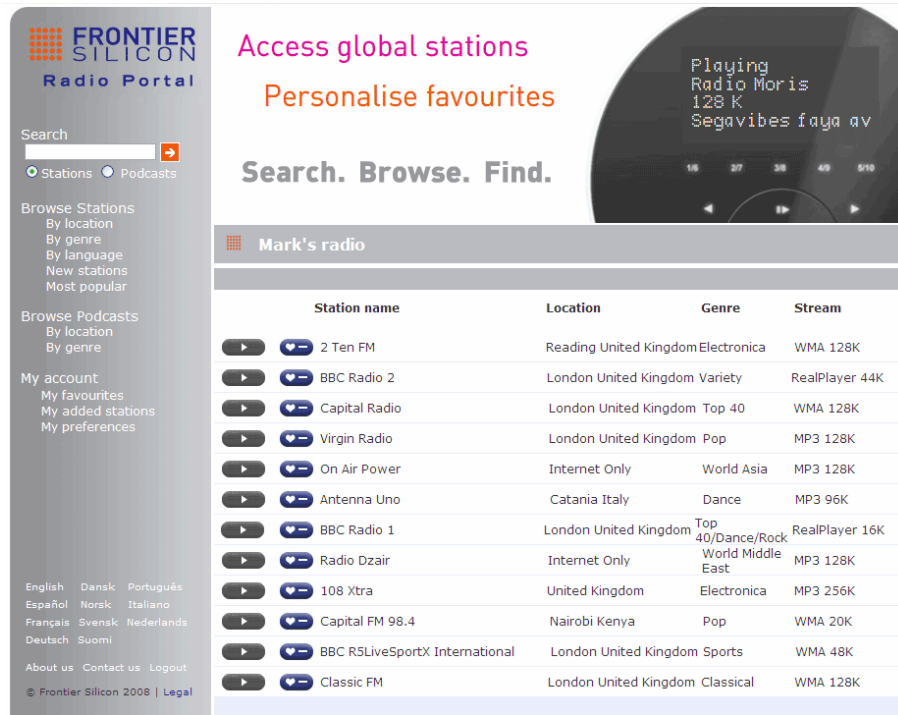 FRONTIER
SILICON
Radio Portal
Search
Stations Podcasts
Browse Stations
By location
By genre
By language
New stations
Most popular
Browse Podcasts
By location
By genre
My account
My favourites
My added stations
My preferences
English Dansk Português
Español Norsk Italiano
Français Svensk Nederlands
Deutsch Suomi
About us Contact us Logout
© Frontier Silicon 2008 | Legal
Access global stations
Personalise favourites
Search. Browse. Find.
Playing
Radio Moris
128 K
Segavibes faya av
1/6 2/7 3/8 4/9 5/10
Mark's radio
Station name Location Genre Stream
2 Ten FM Reading United Kingdom Electronica WMA 128K
BBC Radio 2 London United Kingdom Variety RealPlayer 44K
Capital Radio London United Kingdom Top 40 WMA 128K
Virgin Radio London United Kingdom Pop MP3 128K
On Air Power Internet Only World Asia MP3 128K
Antenna Uno Catania Italy Dance MP3 96K
BBC Radio 1 London United Kingdom Top 40/Dance/Rock RealPlayer 16K
Radio Dzair Internet Only World Middle East MP3 128K
108 Xtra United Kingdom Electronica MP3 256K
Capital FM 98.4 Nairobi Kenya Pop WMA 20K
BBC R5LiveSportX International London United Kingdom Sports WMA 48K
Classic FM London United Kingdom Classical WMA 128K